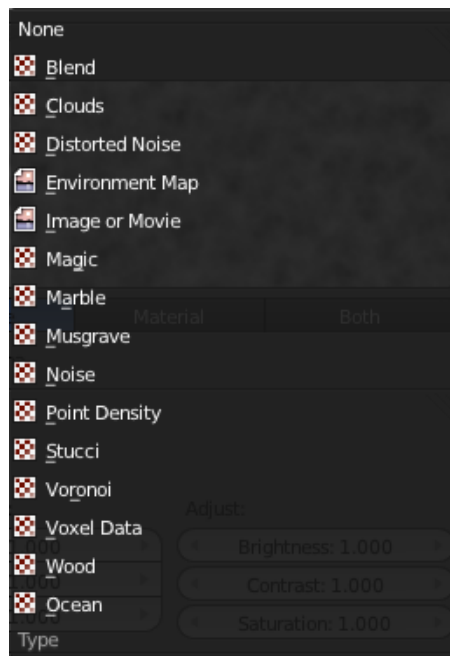 None
Blend
Clouds
Distorted Noise
Environment Map
Image or Movie
Magic
Marble
Material Both
Musgrave
Noise
Point Density
Stucci
Voronoi
Adjust:
Voxel Data
Brightness: 1.000
Wood
Contrast: 1.000
Ocean
Saturation: 1.000
Type